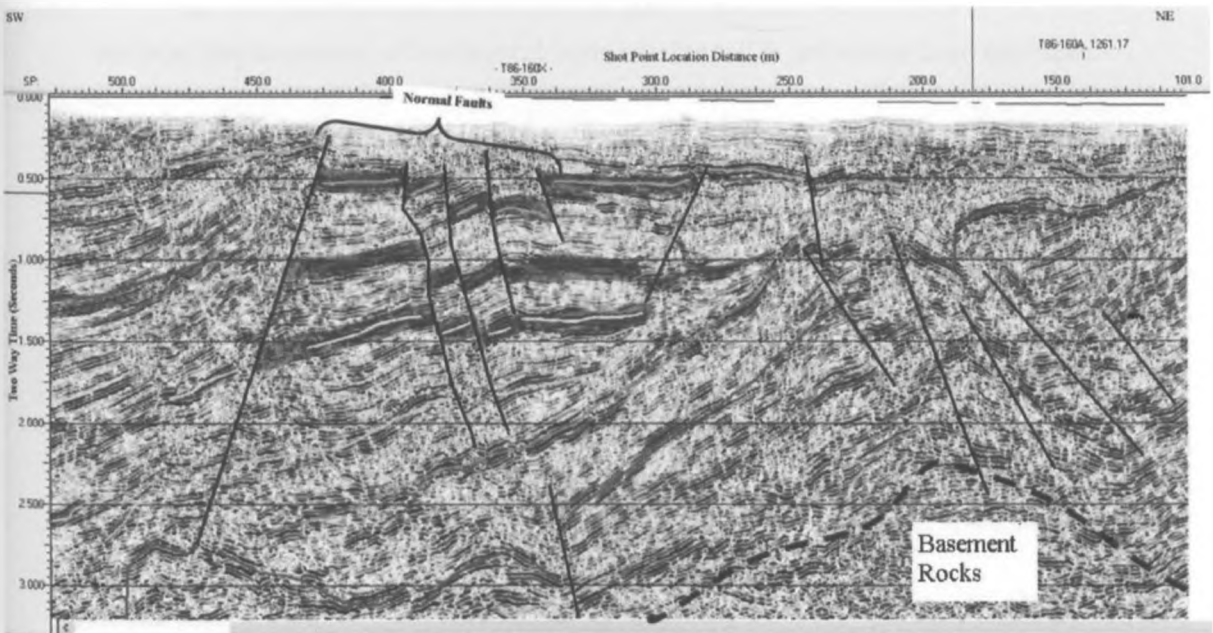 SW
NE
T86-160A, 1261.17
Shot Point Location Distance (m)
- T86-160X -
SP: 500.0 450.0 400.0 350.0 300.0 250.0 200.0 150.0 101.0
0.000
Normal Faults
0.500
1.000
1.500
2.000
2.500
3.000
Two Way Time (Seconds)
Basement
Rocks